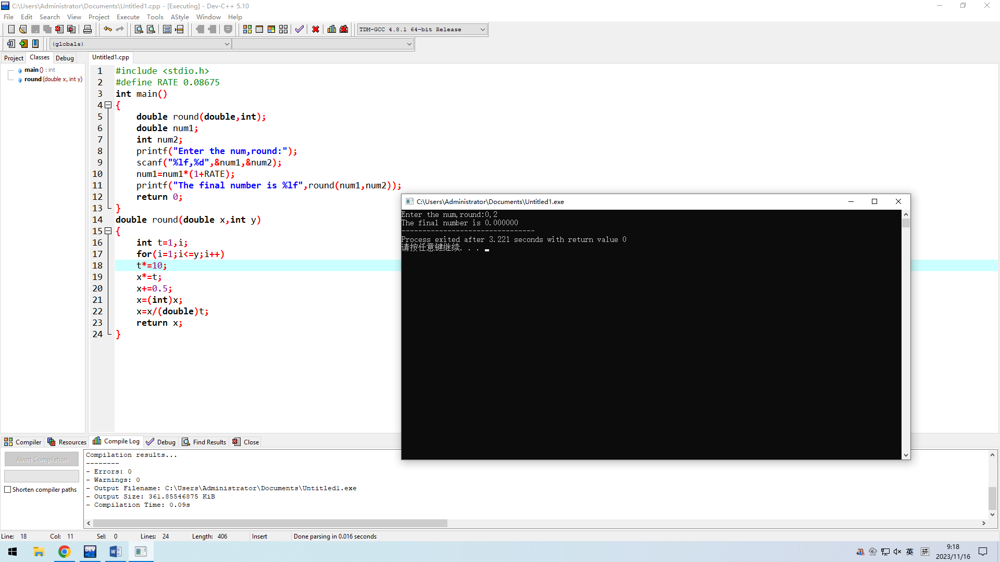 C:\Users\Administrator\Documents\Untitled1.cpp - [Executing] - Dev-C++ 5.10
File Edit Search View Project Execute Tools AStyle Window Help
TDM-GCC 4.8.1 64-bit Release
(globals)
Project Classes Debug
Untitled1.cpp
main () : int
round (double x, int y)
1 #include <stdio.h>
2 #define RATE 0.08675
3 int main()
4 {
5 double round(double,int);
6 double num1;
7 int num2;
8 printf("Enter the num,round:");
9 scanf("%lf,%d",&num1,&num2);
10 num1=num1*(1+RATE);
11 printf("The final number is %lf",round(num1,num2));
12 return 0;
13 }
14 double round(double x,int y)
15 {
16 int t=1,i;
17 for(i=1;i<=y;i++)
18 t*=10;
19 x*=t;
20 x+=0.5;
21 x=(int)x;
22 x=x/(double)t;
23 return x;
24 }
C:\Users\Administrator\Documents\Untitled1.exe
Enter the num,round:0,2
The final number is 0.000000
--------------------------------
Process exited after 3.221 seconds with return value 0
请按任意键继续. . .
Compiler Resources Compile Log Debug Find Results Close
Abort Compilation
Shorten compiler paths
Compilation results...
--------
- Errors: 0
- Warnings: 0
- Output Filename: C:\Users\Administrator\Documents\Untitled1.exe
- Output Size: 361.85546875 KiB
- Compilation Time: 0.09s
Line: 18 Col: 11 Sel: 0 Lines: 24 Length: 406 Insert Done parsing in 0.016 seconds
DEV
W
英
拼
9:18
2023/11/16